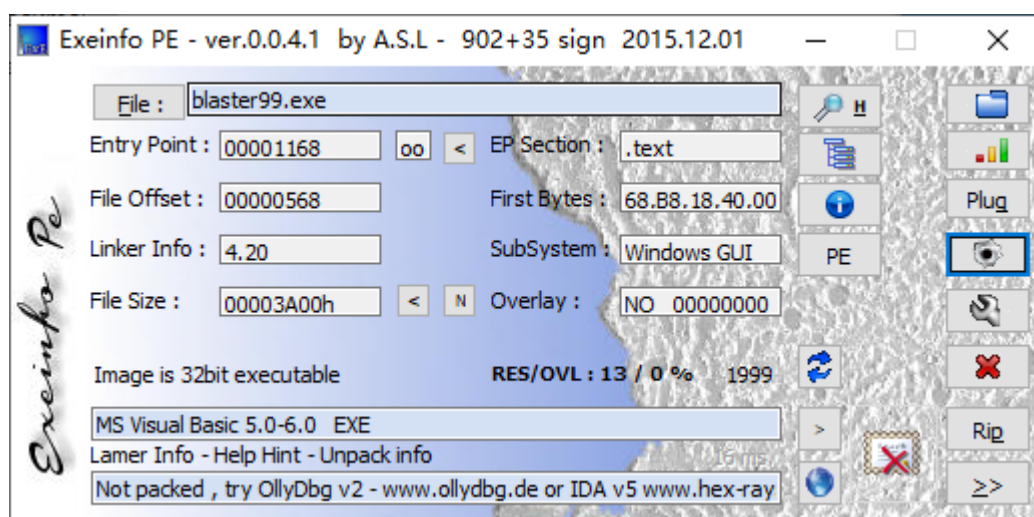 Exeinfo PE - ver.0.0.4.1 by A.S.L - 902+35 sign 2015.12.01
File : blaster99.exe H
Entry Point : 00001168 oo < EP Section : .text
File Offset : 00000568 First Bytes : 68.B8.18.40.00 Plug
Linker Info : 4.20 SubSystem : Windows GUI PE
File Size : 00003A00h < N Overlay : NO 00000000
Image is 32bit executable RES/OVL : 13 / 0 % 1999
MS Visual Basic 5.0-6.0 EXE > Rip
Lamer Info - Help Hint - Unpack info 16 ms.
Not packed , try OllyDbg v2 - www.ollydbg.de or IDA v5 www.hex-ray >>
Exeinfo Pe